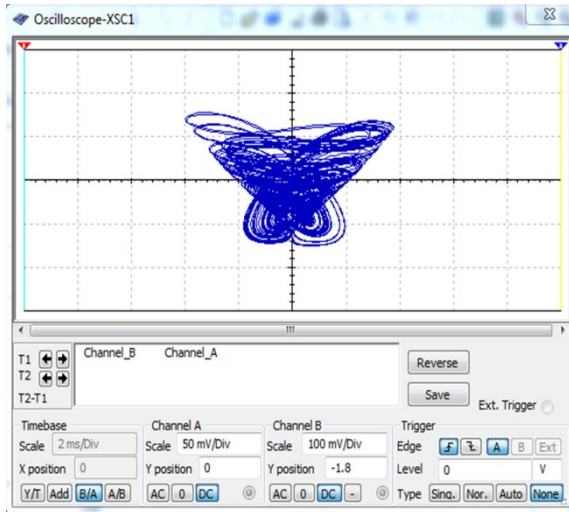 Oscilloscope-XSC1
T1
Channel_B Channel_A
Reverse
T2
T2-T1
Save
Ext. Trigger
Timebase
Channel A
Channel B
Trigger
Scale 2 ms/Div
Scale 50 mV/Div
Scale 100 mV/Div
Edge A B Ext
X position 0
Y position 0
Y position -1.8
Level 0 V
Y/T Add B/A A/B
AC 0 DC
AC 0 DC -
Type Sing. Nor. Auto None